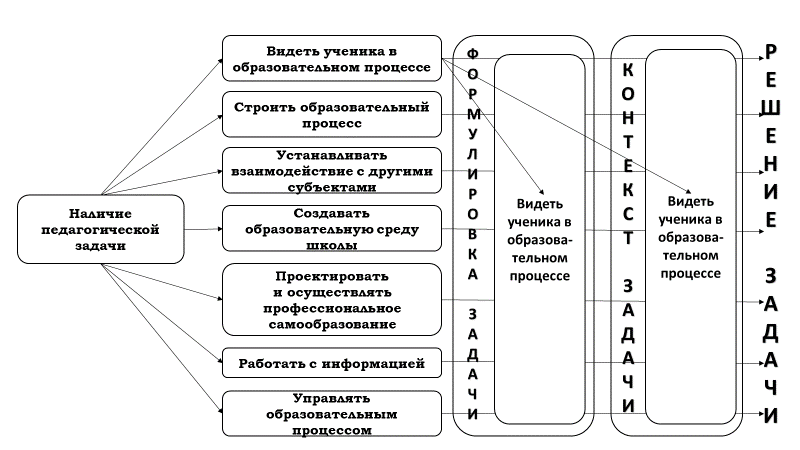 Наличие
педагогической
задачи
Видеть ученика в
образовательном процессе
Строить образовательный
процесс
Устанавливать
взаимодействие с другими
субъектами
Создавать
образовательную среду
школы
Проектировать
и осуществлять
профессиональное
самообразование
Работать с информацией
Управлять
образовательным
процессом
ФОРМУЛИРОВКА ЗАДАЧИ
Видеть
ученика в
образова-
тельном
процессе
КОНТЕКСТ ЗАДАЧИ
Видеть
ученика в
образова-
тельном
процессе
РЕШЕНИЕ ЗАДАЧИ